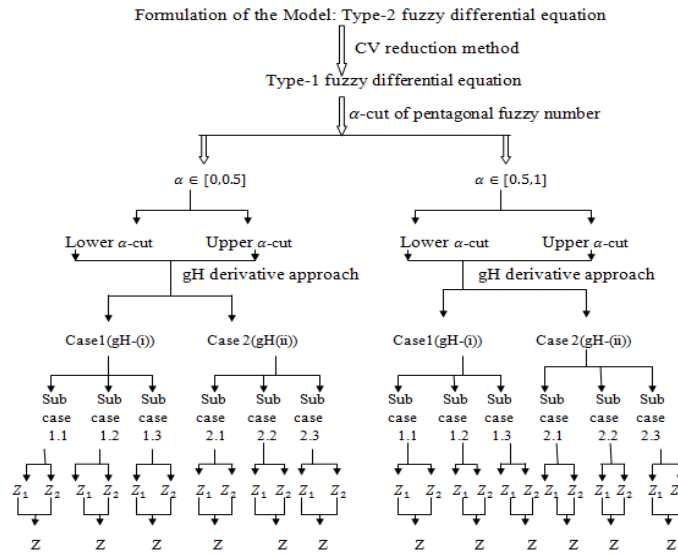 Formulation of the Model: Type-2 fuzzy differential equation
CV reduction method
Type-1 fuzzy differential equation
α-cut of pentagonal fuzzy number
α ∈ [0,0.5] α ∈ [0.5,1]
Lower α-cut Upper α-cut Lower α-cut Upper α-cut
gH derivative approach gH derivative approach
Case1(gH-(i)) Case 2(gH(ii)) Case1(gH-(i)) Case 2(gH-(ii))
Sub Sub Sub Sub Sub Sub Sub Sub Sub Sub Sub Sub
case case case case case case case case case case case case
1.1 1.2 1.3 2.1 2.2 2.3 1.1 1.2 1.3 2.1 2.2 2.3
Z₁ Z₂ Z₁ Z₂ Z₁ Z₂ Z₁ Z₂ Z₁ Z₂ Z₁ Z₂ Z₁ Z₂ Z₁ Z₂ Z₁ Z₂ Z₁ Z₂ Z₁ Z₂ Z₁ Z₂
Z Z Z Z Z Z Z Z Z Z Z Z